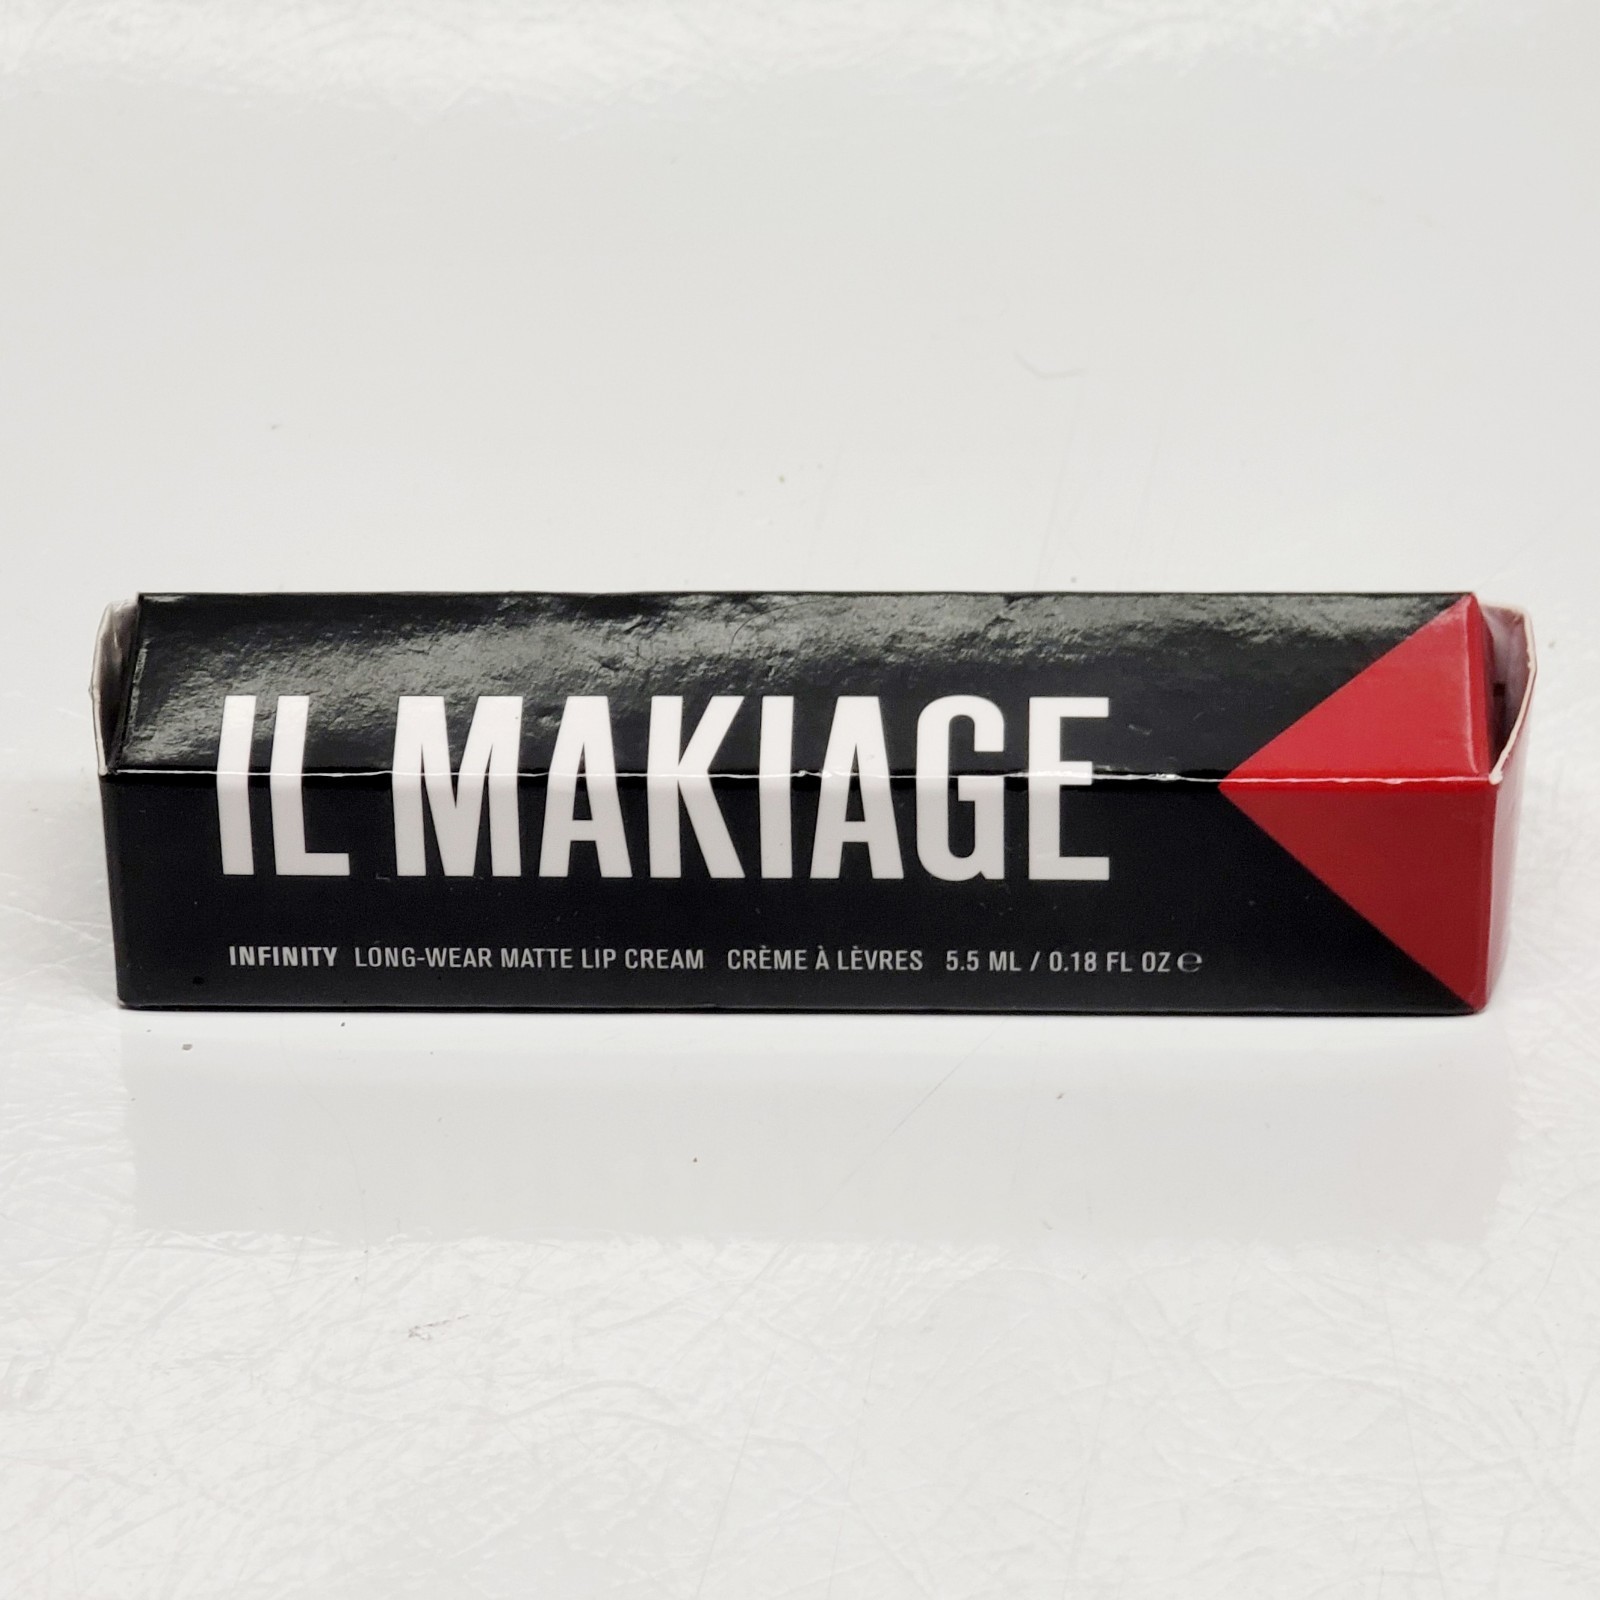 IL MAKIAGE
INFINITY LONG-WEAR MATTE LIP CREAM CRÈME À LÈVRES 5.5 ML / 0.18 FL OZ ℮